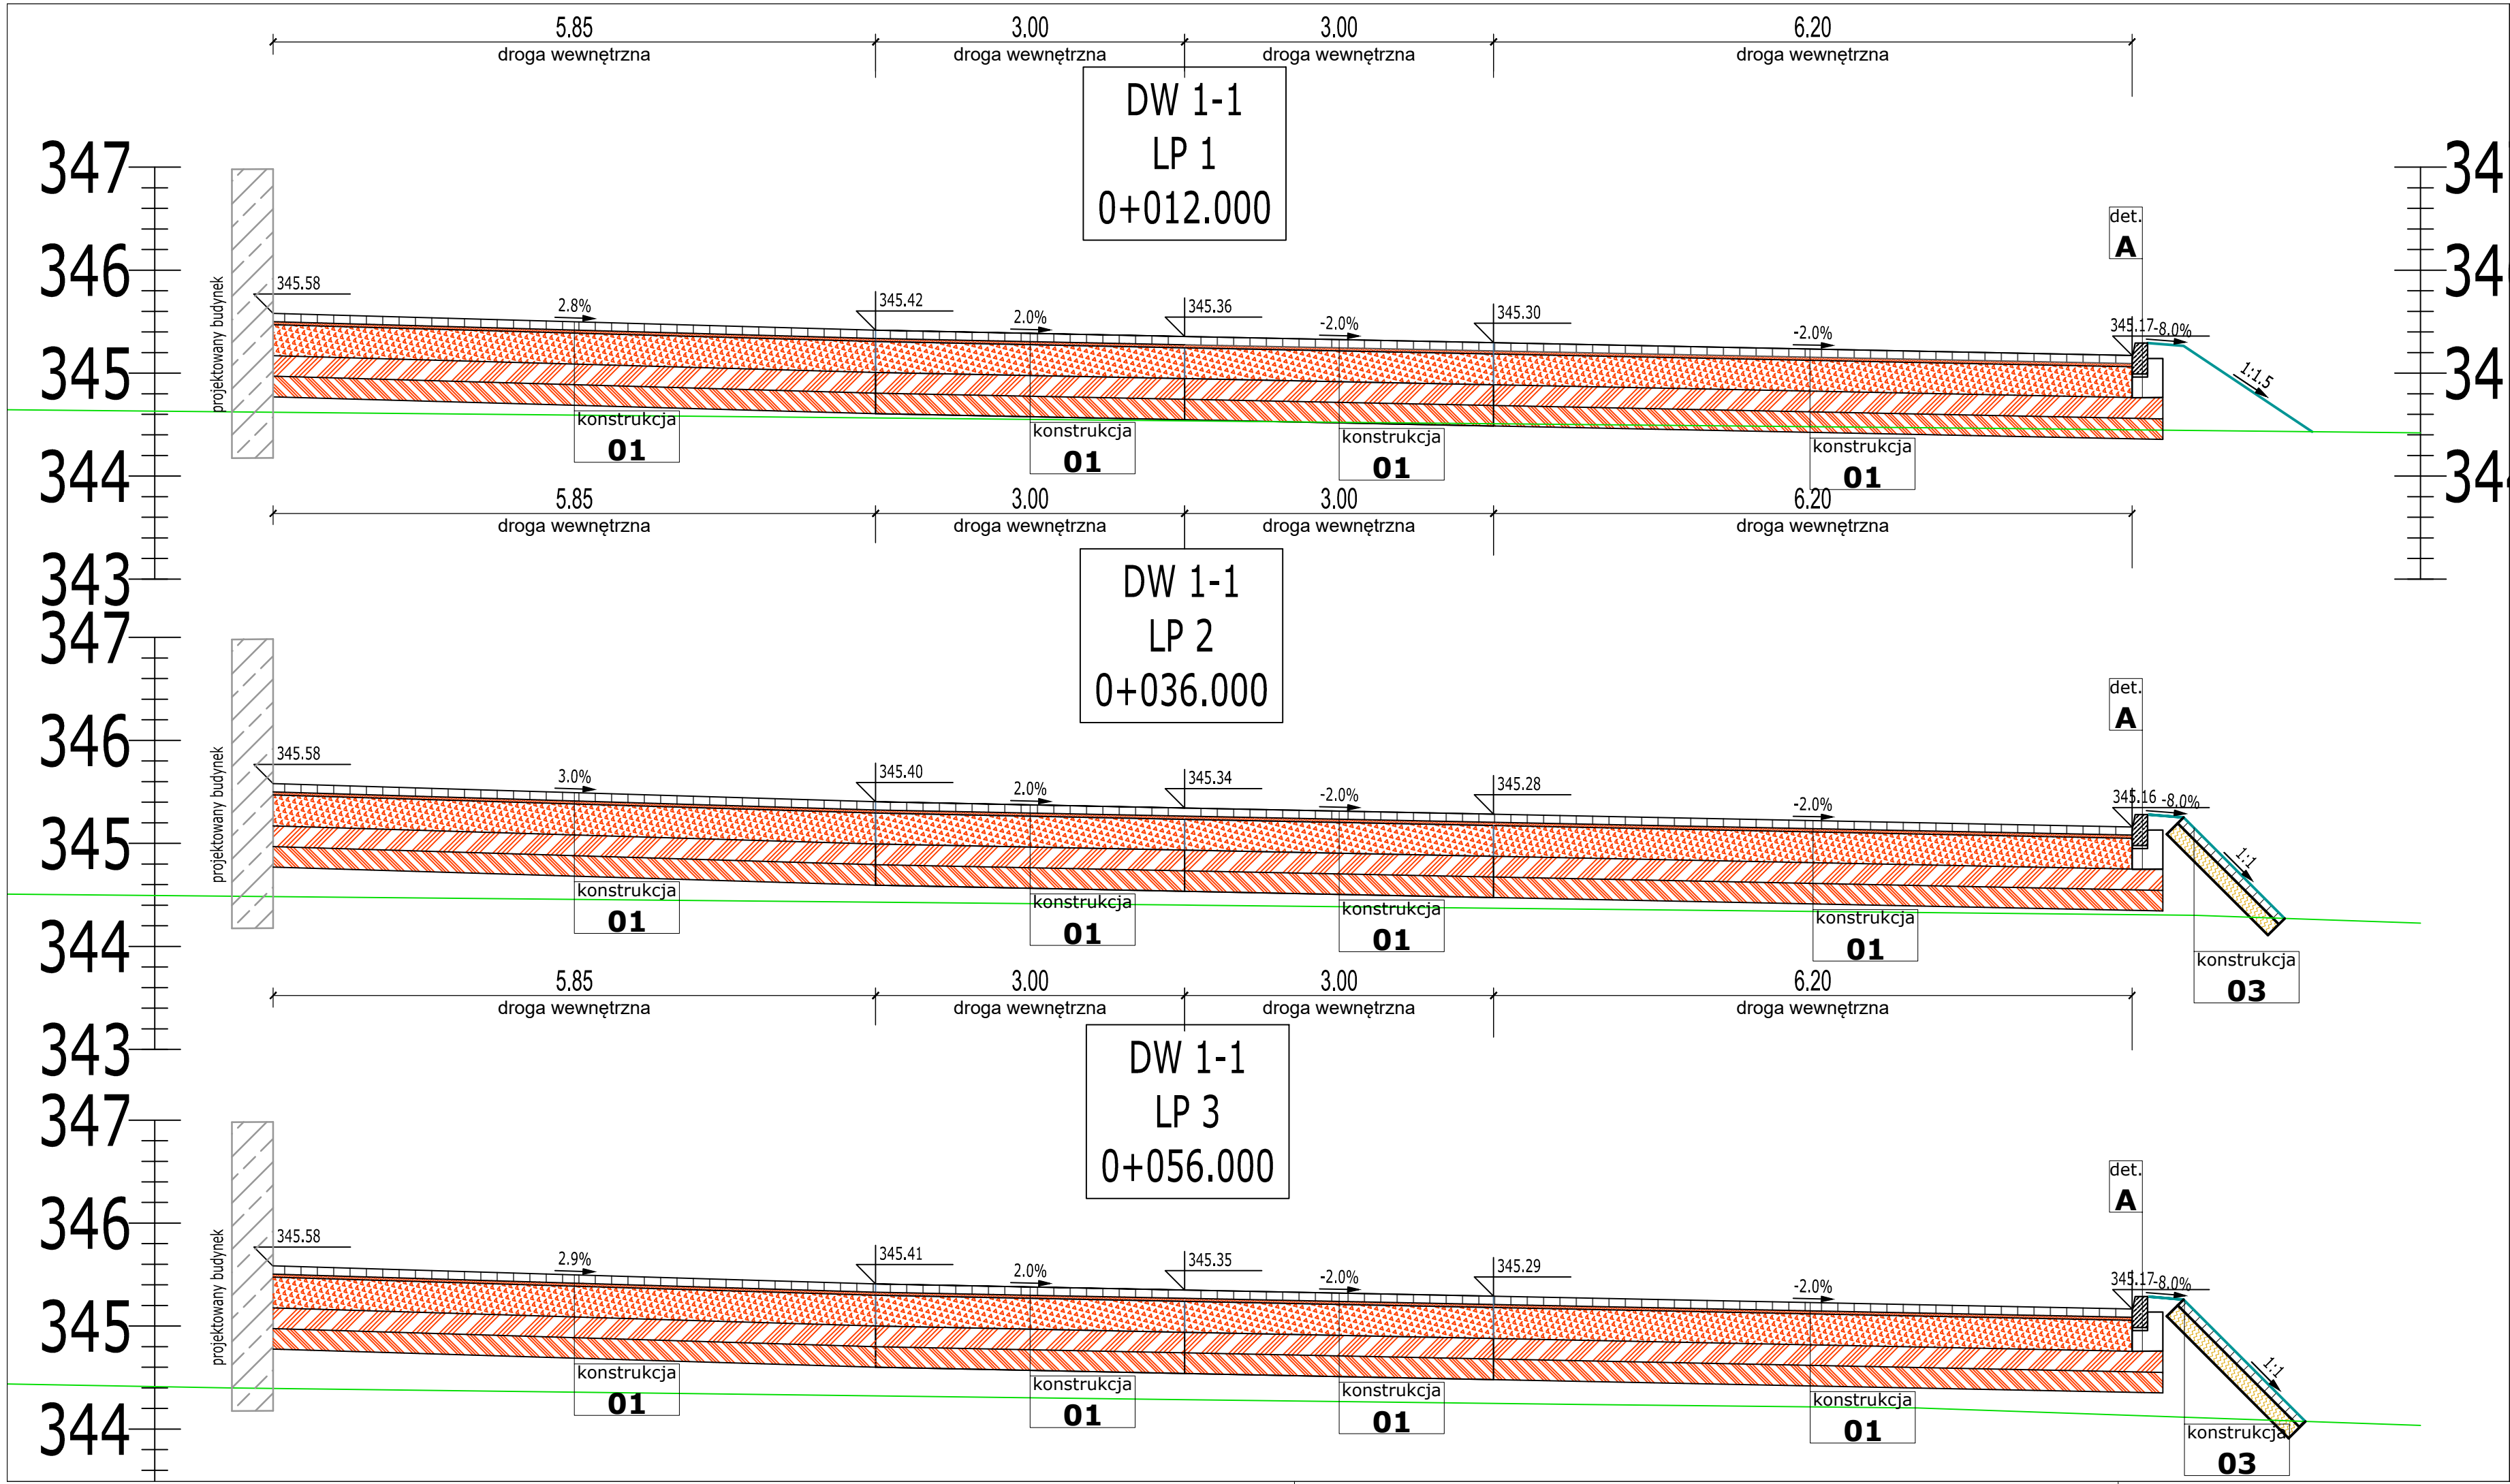 5.85 3.00 3.00 6.20
droga wewnętrzna droga wewnętrzna droga wewnętrzna droga wewnętrzna
DW 1-1
LP 1
0+012.000
347
346
345
344
343
det.
A
projektowany budynek
345.58 2.8% 345.42 2.0% 345.36 -2.0% 345.30 -2.0% 345.17 -8.0%
1:1.5
konstrukcja
01
konstrukcja
01
konstrukcja
01
konstrukcja
01
344
5.85 3.00 3.00 6.20
droga wewnętrzna droga wewnętrzna droga wewnętrzna droga wewnętrzna
DW 1-1
LP 2
0+036.000
347
346
345
344
343
det.
A
projektowany budynek
345.58 3.0% 345.40 2.0% 345.34 -2.0% 345.28 -2.0% 345.16 -8.0%
1:1
konstrukcja
01
konstrukcja
01
konstrukcja
01
konstrukcja
01
konstrukcja
03
5.85 3.00 3.00 6.20
droga wewnętrzna droga wewnętrzna droga wewnętrzna droga wewnętrzna
DW 1-1
LP 3
0+056.000
347
346
345
344
det.
A
projektowany budynek
345.58 2.9% 345.41 2.0% 345.35 -2.0% 345.29 -2.0% 345.17 -8.0%
1:1
konstrukcja
01
konstrukcja
01
konstrukcja
01
konstrukcja
01
konstrukcja
03